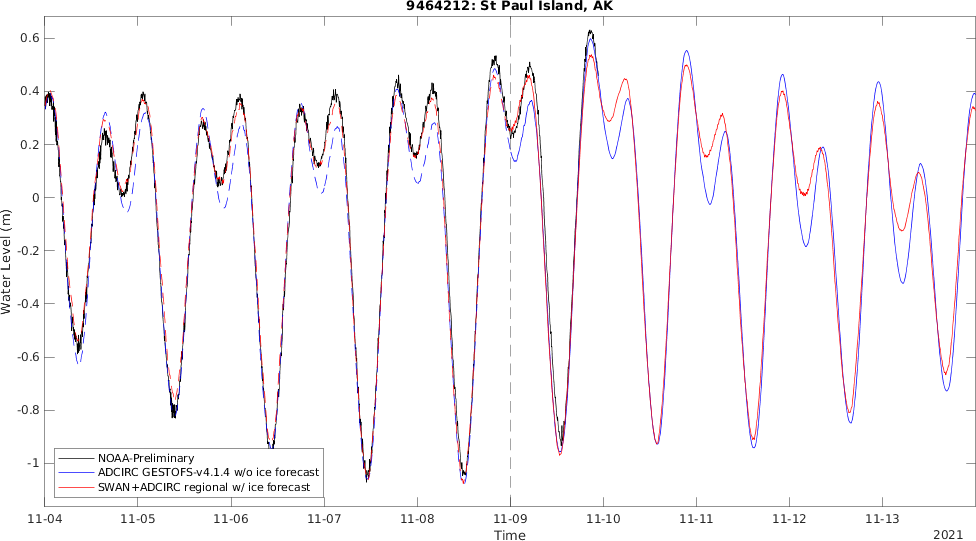 9464212: St Paul Island, AK
0.6
0.4
0.2
0
-0.2
-0.4
-0.6
-0.8
-1
Water Level (m)
NOAA-Preliminary
ADCIRC GESTOFS-v4.1.4 w/o ice forecast
SWAN+ADCIRC regional w/ ice forecast
11-04 11-05 11-06 11-07 11-08 11-09 11-10 11-11 11-12 11-13
Time
2021